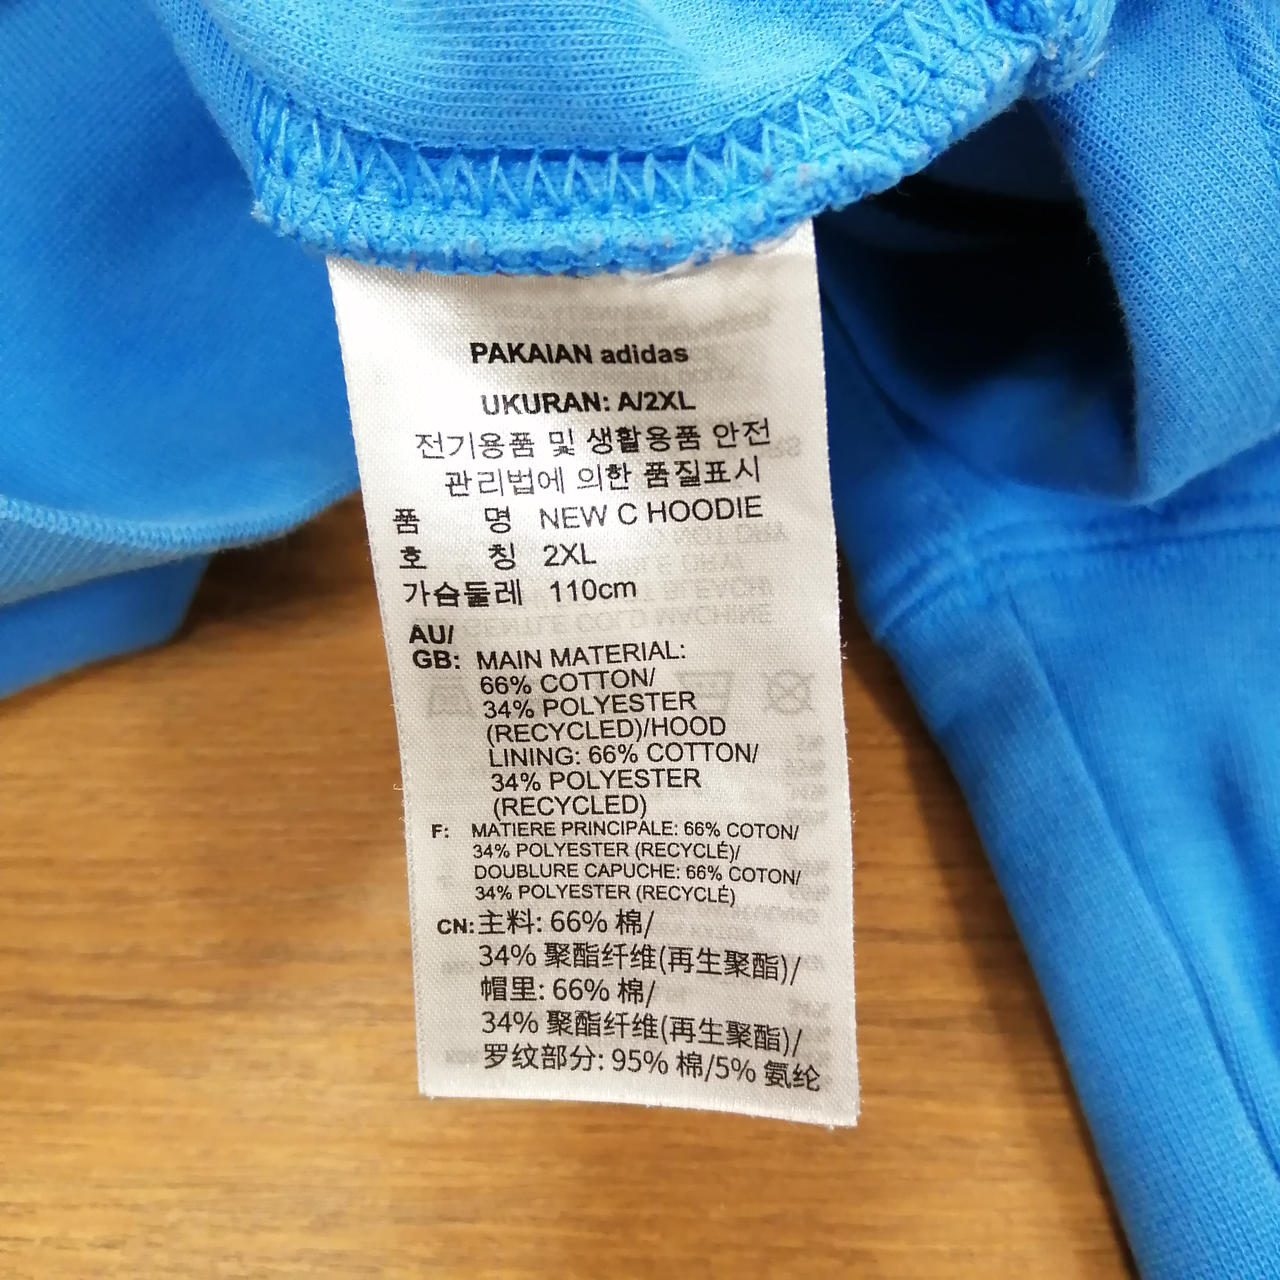 PAKAIAN adidas
UKURAN: A/2XL
전기용품 및 생활용품 안전
관리법에 의한 품질표시
품 명 NEW C HOODIE
호 칭 2XL
가슴둘레 110cm
AU/
GB: MAIN MATERIAL:
66% COTTON/
34% POLYESTER
(RECYCLED)/HOOD
LINING: 66% COTTON/
34% POLYESTER
(RECYCLED)
F: MATIERE PRINCIPALE: 66% COTON/
34% POLYESTER (RECYCLÉ)/
DOUBLURE CAPUCHE: 66% COTON/
34% POLYESTER (RECYCLÉ)
CN: 主料: 66% 棉/
34% 聚酯纤维(再生聚酯)/
帽里: 66% 棉/
34% 聚酯纤维(再生聚酯)/
罗纹部分: 95% 棉/5% 氨纶